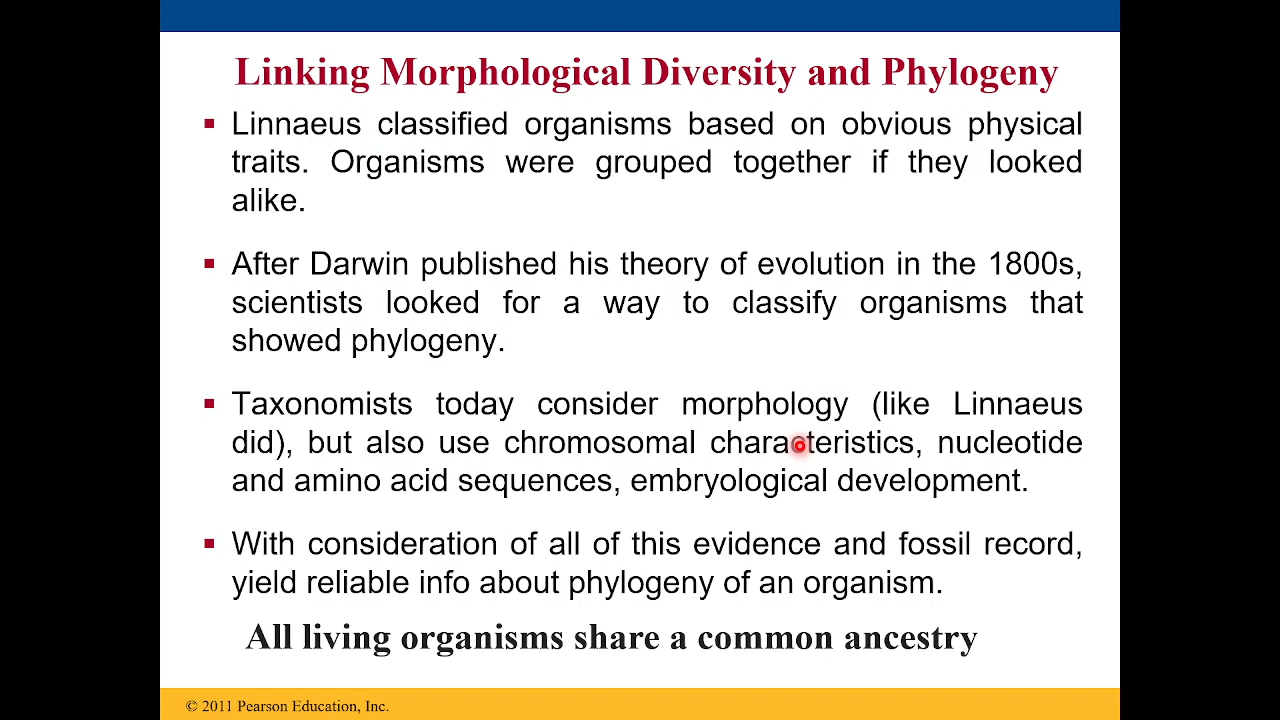 Linking Morphological Diversity and Phylogeny
▪ Linnaeus classified organisms based on obvious physical
traits. Organisms were grouped together if they looked
alike.
▪ After Darwin published his theory of evolution in the 1800s,
scientists looked for a way to classify organisms that
showed phylogeny.
▪ Taxonomists today consider morphology (like Linnaeus
did), but also use chromosomal characteristics, nucleotide
and amino acid sequences, embryological development.
▪ With consideration of all of this evidence and fossil record,
yield reliable info about phylogeny of an organism.
All living organisms share a common ancestry
© 2011 Pearson Education, Inc.